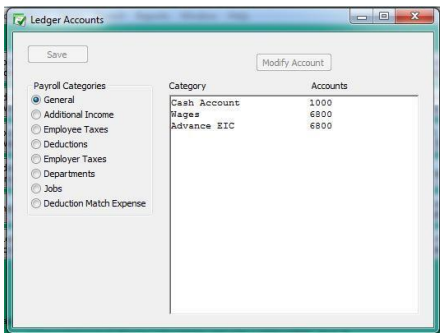 Ledger Accounts
Save
Modify Account
Payroll Categories
General
Additional Income
Employee Taxes
Deductions
Employer Taxes
Departments
Jobs
Deduction Match Expense
Category Accounts
Cash Account 1000
Wages 6800
Advance EIC 6800